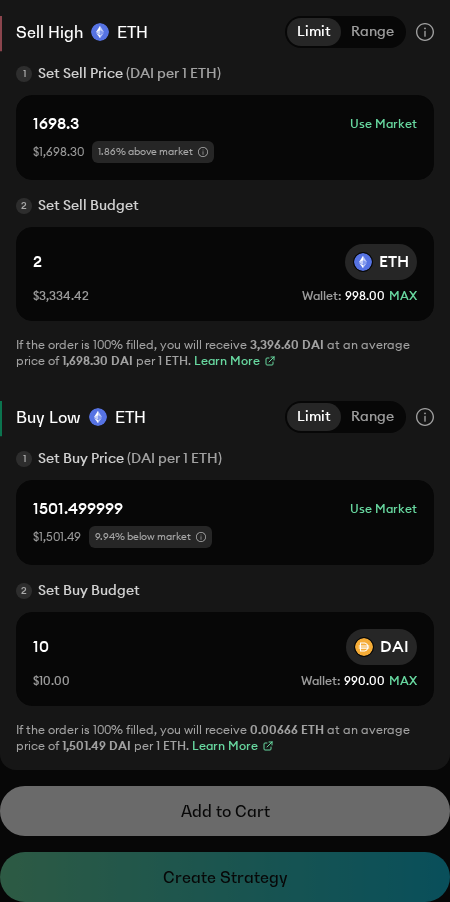 Sell High ETH Limit Range
1 Set Sell Price (DAI per 1 ETH)
1698.3 Use Market
$1,698.30 1.86% above market
2 Set Sell Budget
2 ETH
$3,334.42 Wallet: 998.00 MAX
If the order is 100% filled, you will receive 3,396.60 DAI at an average
price of 1,698.30 DAI per 1 ETH. Learn More
Buy Low ETH Limit Range
1 Set Buy Price (DAI per 1 ETH)
1501.499999 Use Market
$1,501.49 9.94% below market
2 Set Buy Budget
10 DAI
$10.00 Wallet: 990.00 MAX
If the order is 100% filled, you will receive 0.00666 ETH at an average
price of 1,501.49 DAI per 1 ETH. Learn More
Add to Cart
Create Strategy